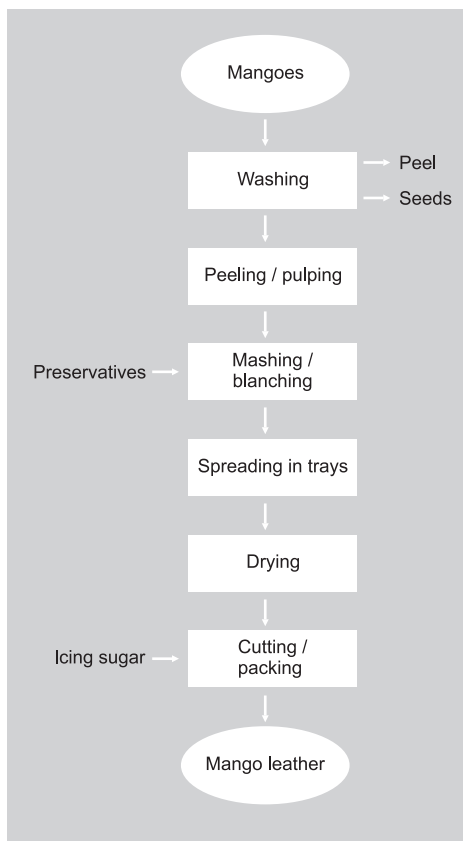 Mangoes
Washing
Peel
Seeds
Peeling / pulping
Preservatives
Mashing /
blanching
Spreading in trays
Drying
Icing sugar
Cutting /
packing
Mango leather